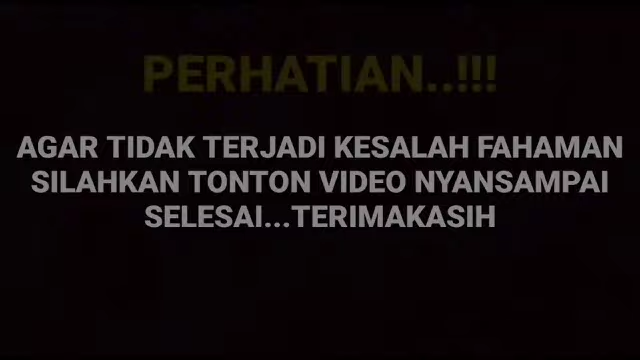 PERHATIAN..!!!
AGAR TIDAK TERJADI KESALAH FAHAMAN
SILAHKAN TONTON VIDEO NYANSAMPAI
SELESAI...TERIMAKASIH